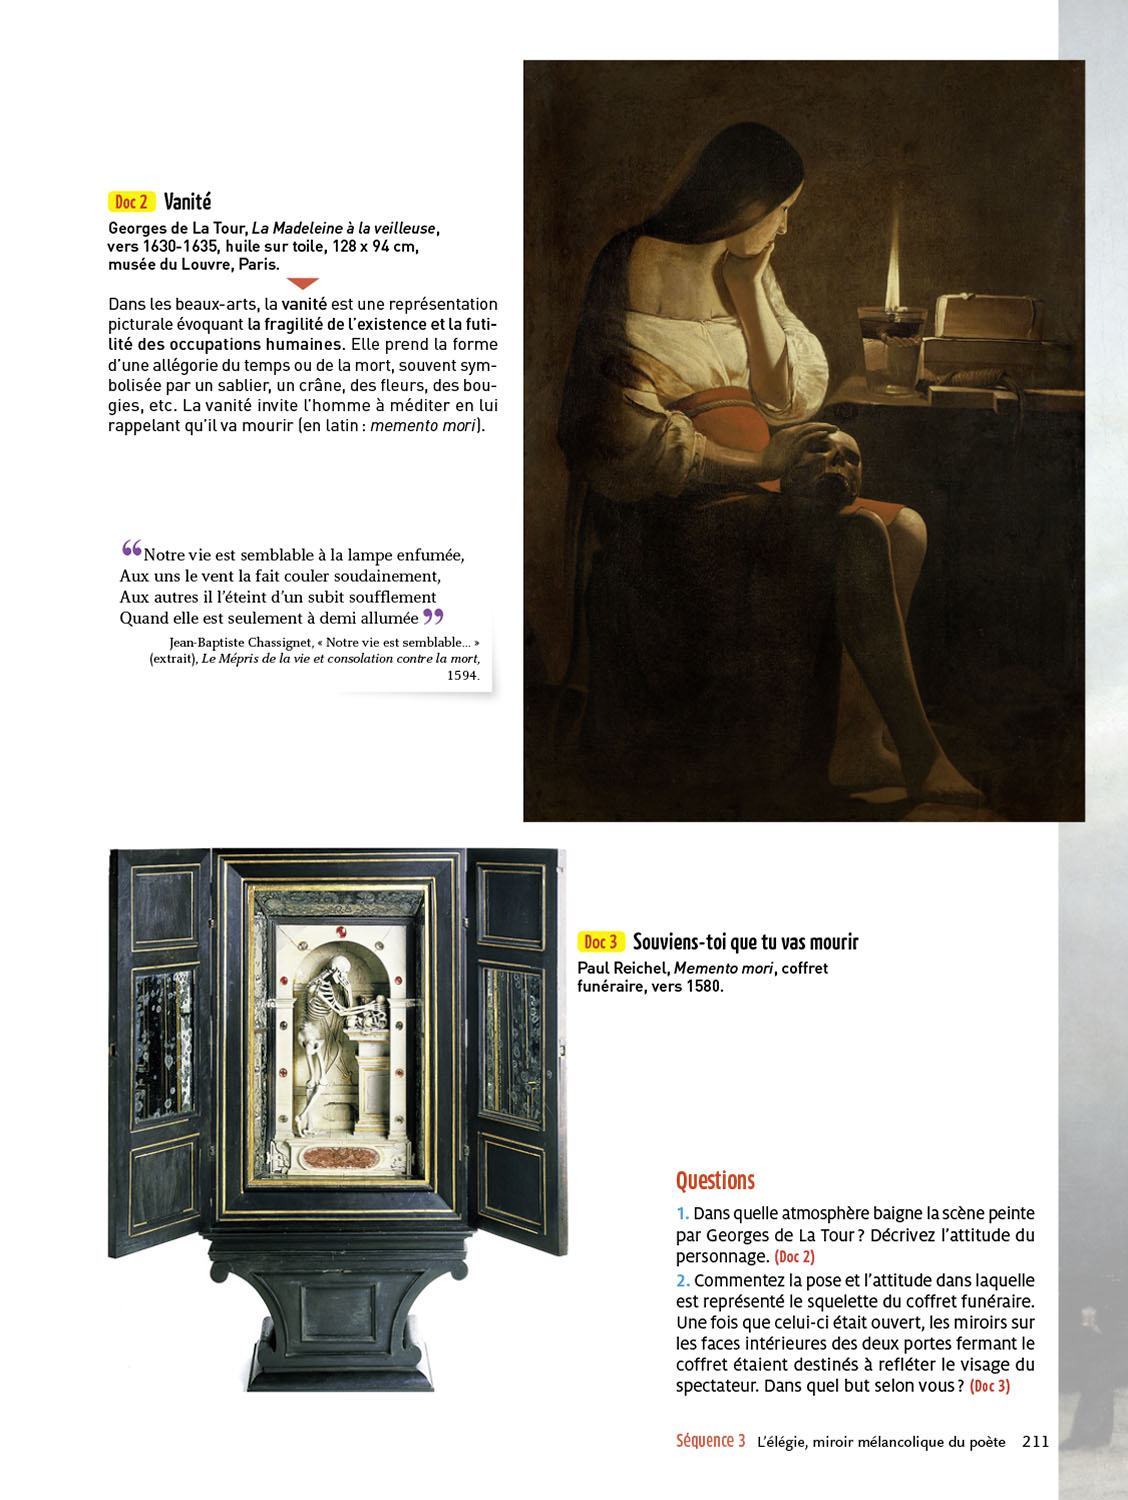 Doc 2 Vanité
Georges de La Tour, La Madeleine à la veilleuse,
vers 1630-1635, huile sur toile, 128 x 94 cm,
musée du Louvre, Paris.
Dans les beaux-arts, la vanité est une représentation
picturale évoquant la fragilité de l’existence et la futi-
lité des occupations humaines. Elle prend la forme
d’une allégorie du temps ou de la mort, souvent sym-
bolisée par un sablier, un crâne, des fleurs, des bou-
gies, etc. La vanité invite l’homme à méditer en lui
rappelant qu’il va mourir (en latin : memento mori).
“Notre vie est semblable à la lampe enfumée,
Aux uns le vent la fait couler soudainement,
Aux autres il l’éteint d’un subit soufflement
Quand elle est seulement à demi allumée”
Jean-Baptiste Chassignet, « Notre vie est semblable... »
(extrait), Le Mépris de la vie et consolation contre la mort,
1594.
Doc 3 Souviens-toi que tu vas mourir
Paul Reichel, Memento mori, coffret
funéraire, vers 1580.
Questions
1. Dans quelle atmosphère baigne la scène peinte
par Georges de La Tour ? Décrivez l’attitude du
personnage. (Doc 2)
2. Commentez la pose et l’attitude dans laquelle
est représenté le squelette du coffret funéraire.
Une fois que celui-ci était ouvert, les miroirs sur
les faces intérieures des deux portes fermant le
coffret étaient destinés à refléter le visage du
spectateur. Dans quel but selon vous ? (Doc 3)
Séquence 3 L’élégie, miroir mélancolique du poète 211